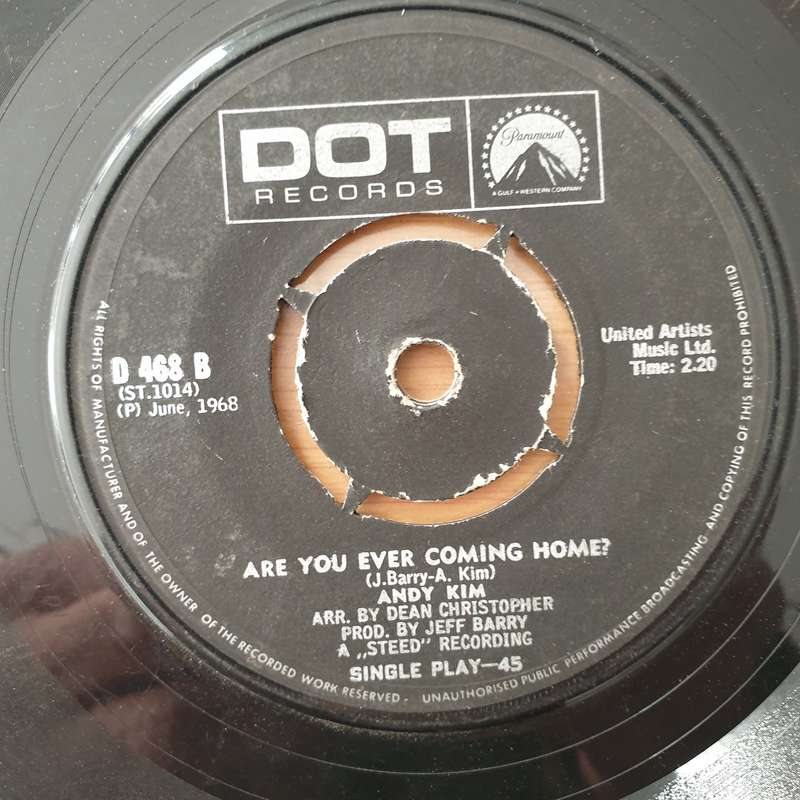 DOT
RECORDS
Paramount
A GULF + WESTERN COMPANY
D 468 B
(ST.1014)
(P) June, 1968
United Artists
Music Ltd.
Time: 2.20
ARE YOU EVER COMING HOME?
(J.Barry-A. Kim)
ANDY KIM
ARR. BY DEAN CHRISTOPHER
PROD. BY JEFF BARRY
A „STEED” RECORDING
SINGLE PLAY—45
ALL RIGHTS OF MANUFACTURER AND OF THE OWNER OF THE RECORDED WORK RESERVED - UNAUTHORISED PUBLIC PERFORMANCE BROADCASTING AND COPYING OF THIS RECORD PROHIBITED